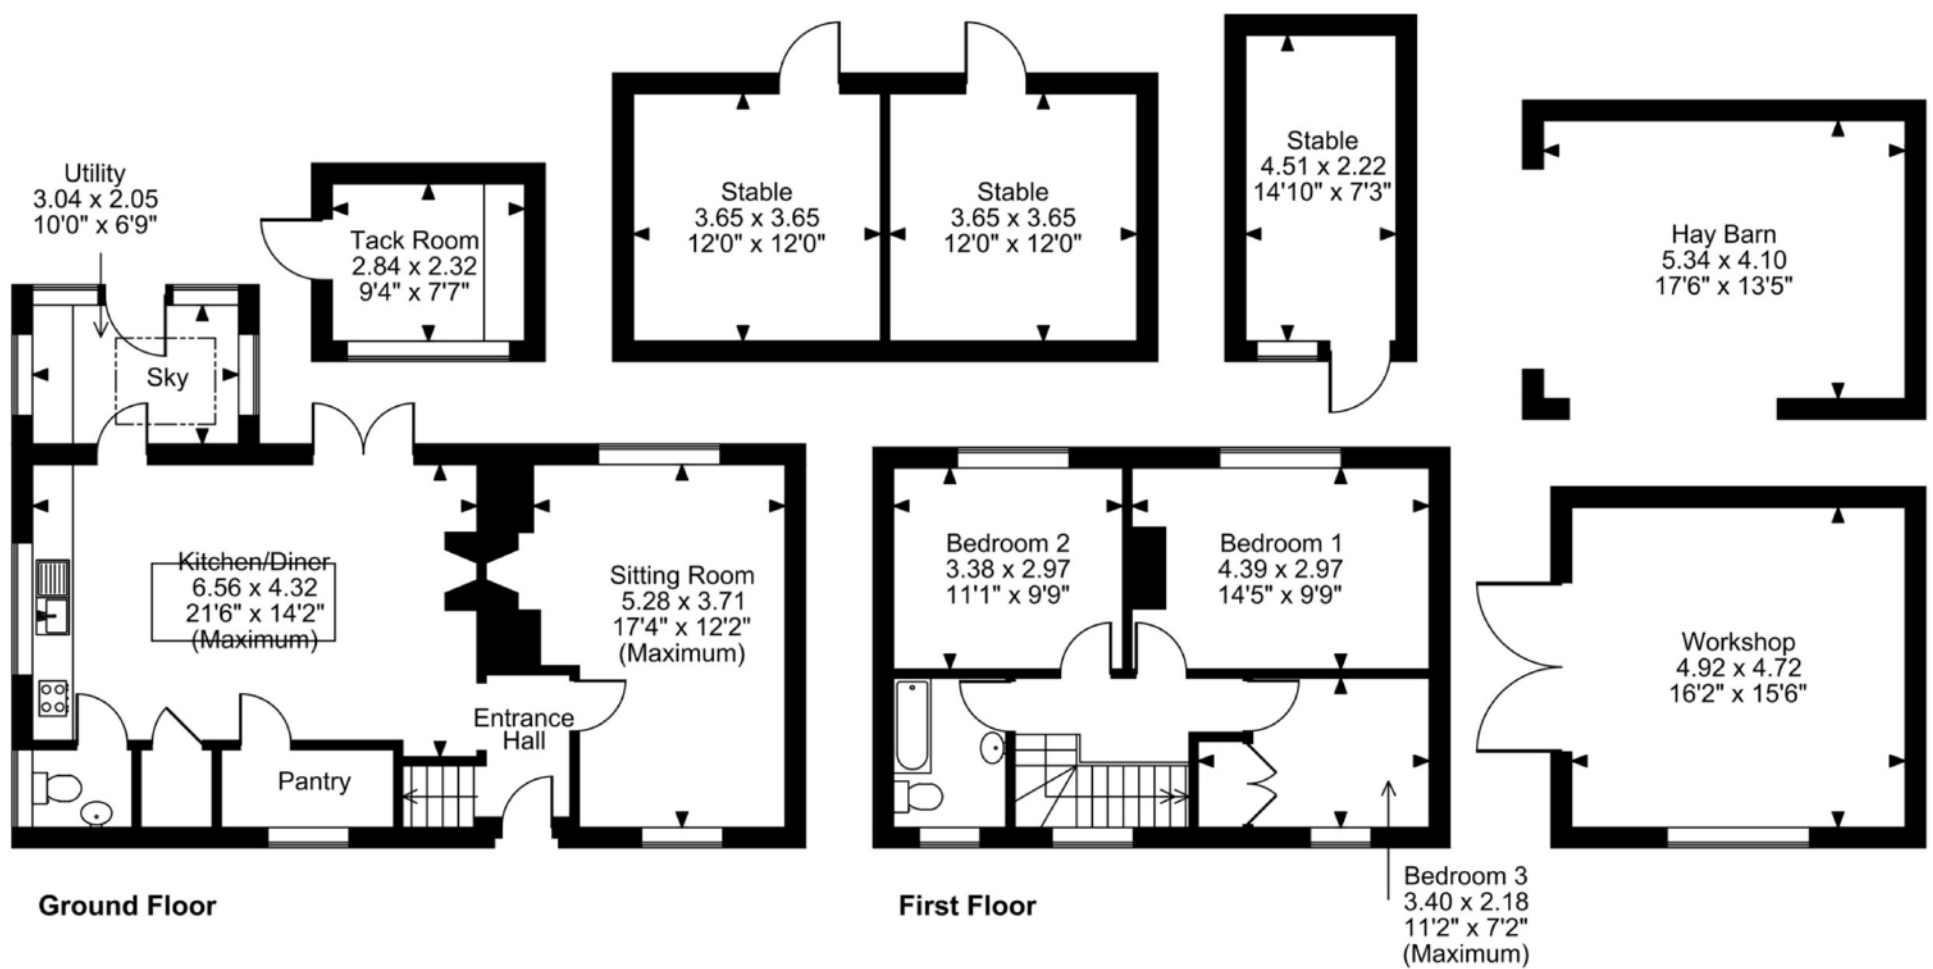 Utility
3.04 x 2.05
10'0" x 6'9"
Tack Room
2.84 x 2.32
9'4" x 7'7"
Stable
3.65 x 3.65
12'0" x 12'0"
Stable
3.65 x 3.65
12'0" x 12'0"
Stable
4.51 x 2.22
14'10" x 7'3"
Hay Barn
5.34 x 4.10
17'6" x 13'5"
Sky
Kitchen/Diner
6.56 x 4.32
21'6" x 14'2"
(Maximum)
Sitting Room
5.28 x 3.71
17'4" x 12'2"
(Maximum)
Entrance
Hall
Pantry
Bedroom 2
3.38 x 2.97
11'1" x 9'9"
Bedroom 1
4.39 x 2.97
14'5" x 9'9"
Workshop
4.92 x 4.72
16'2" x 15'6"
Bedroom 3
3.40 x 2.18
11'2" x 7'2"
(Maximum)
Ground Floor
First Floor